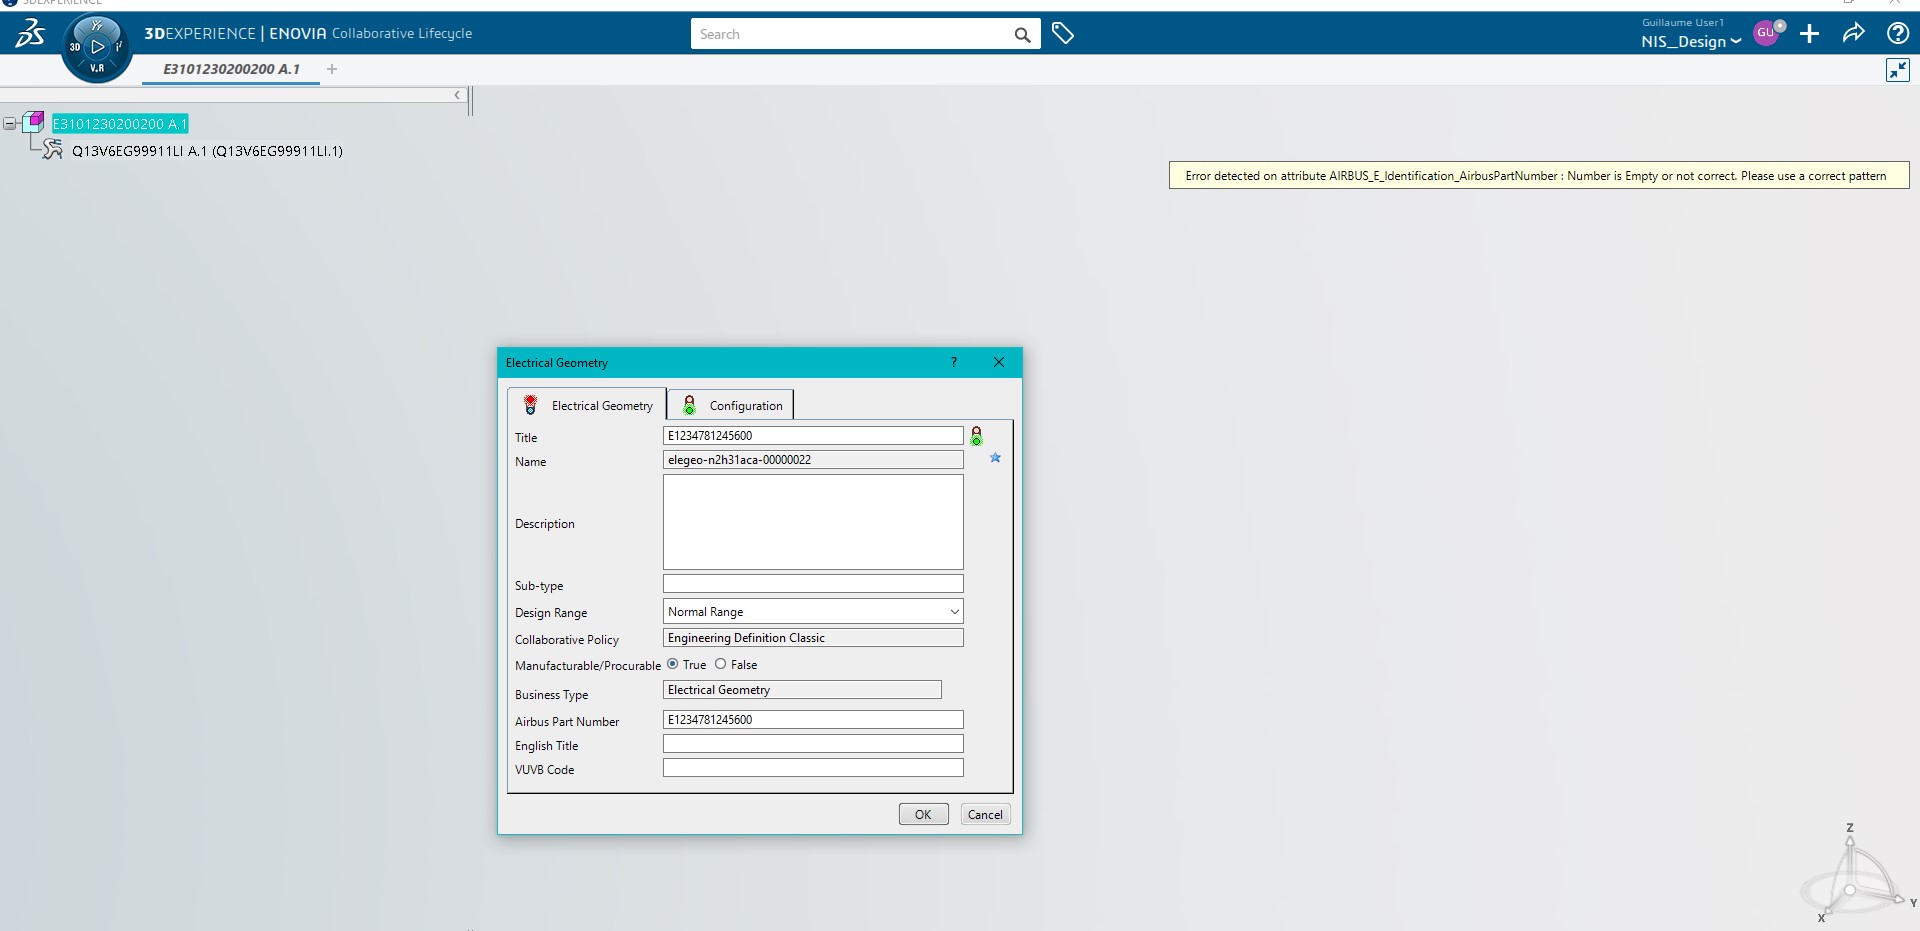 3DEXPERIENCE
3DEXPERIENCE | ENOVIA Collaborative Lifecycle
Search
Guillaume User1
NIS_Design
GU
3D
V.R
E3101230200200 A.1
E3101230200200 A.1
Q13V6EG99911LI A.1 (Q13V6EG99911LI.1)
Error detected on attribute AIRBUS_E_Identification_AirbusPartNumber : Number is Empty or not correct. Please use a correct pattern
Electrical Geometry
?
Electrical Geometry
Configuration
Title
E1234781245600
Name
elegeo-n2h31aca-00000022
Description
Sub-type
Design Range
Normal Range
Collaborative Policy
Engineering Definition Classic
Manufacturable/Procurable
True
False
Business Type
Electrical Geometry
Airbus Part Number
E1234781245600
English Title
VUVB Code
OK
Cancel
Z
Y
X